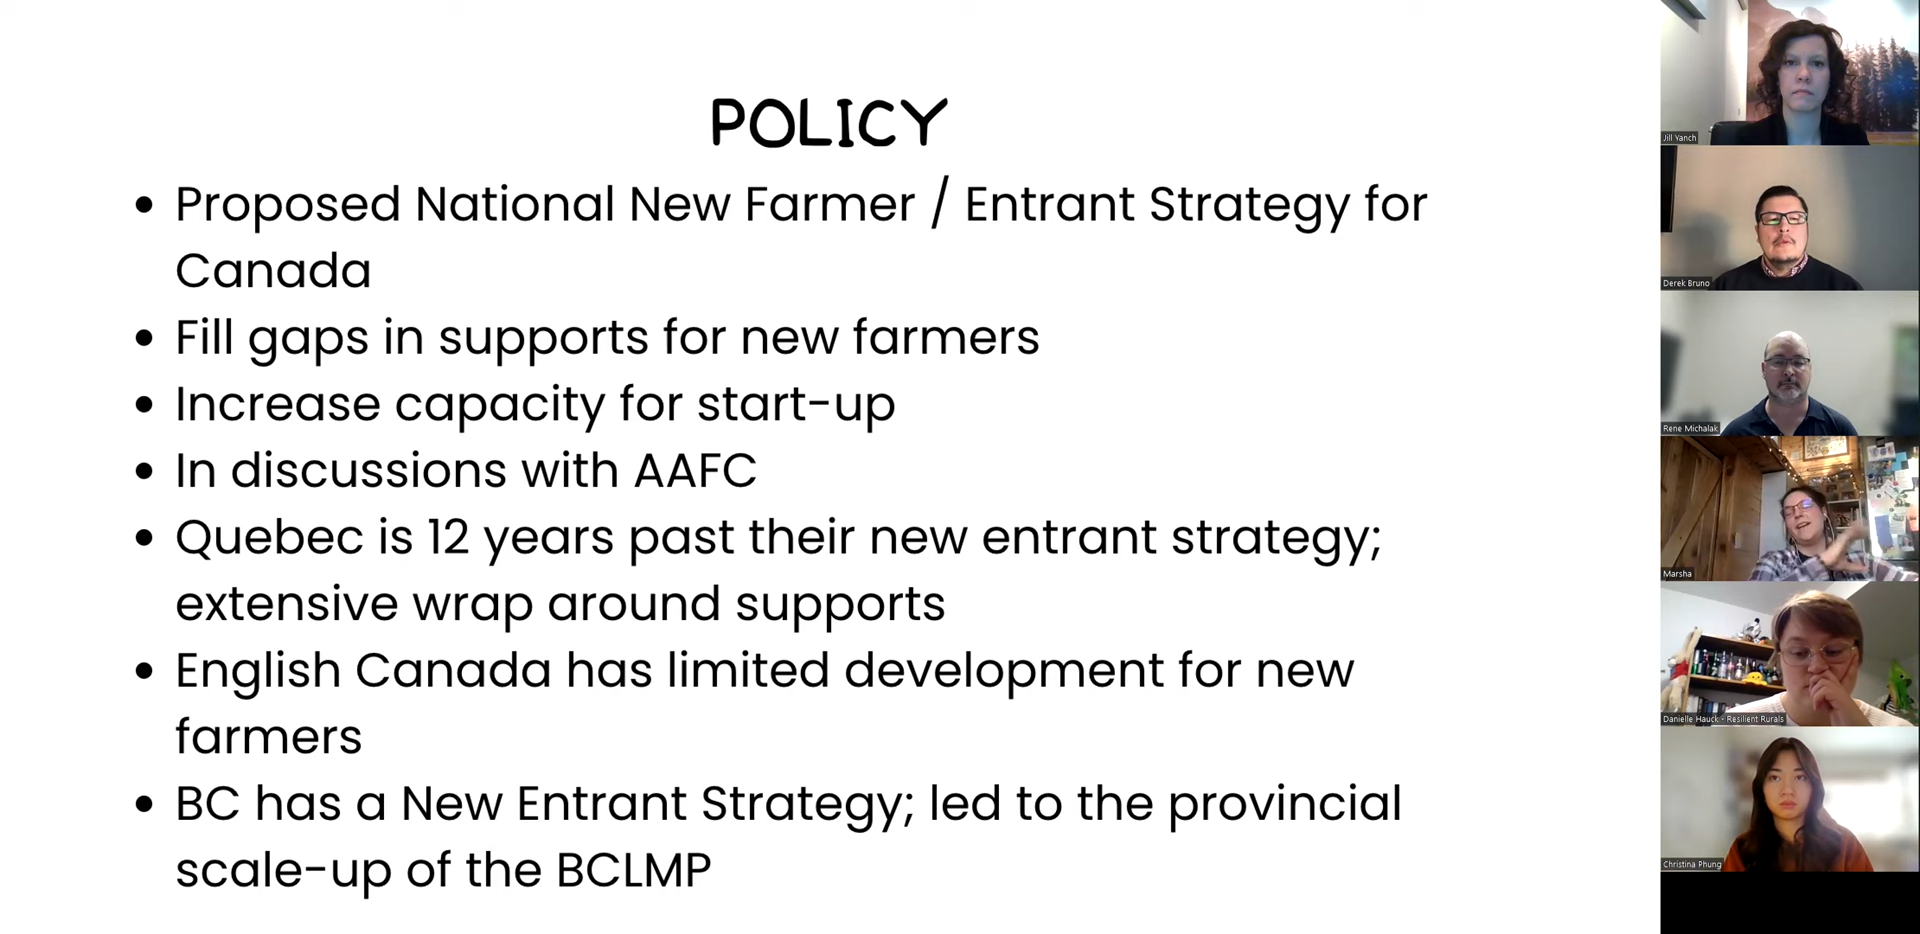 POLICY
• Proposed National New Farmer / Entrant Strategy for
Canada
• Fill gaps in supports for new farmers
• Increase capacity for start-up
• In discussions with AAFC
• Quebec is 12 years past their new entrant strategy;
extensive wrap around supports
• English Canada has limited development for new
farmers
• BC has a New Entrant Strategy; led to the provincial
scale-up of the BCLMP
Jill Yanch
Derek Bruno
Rene Michalak
Marsha
Danielle Hauck - Resilient Rurals
Christina Phung